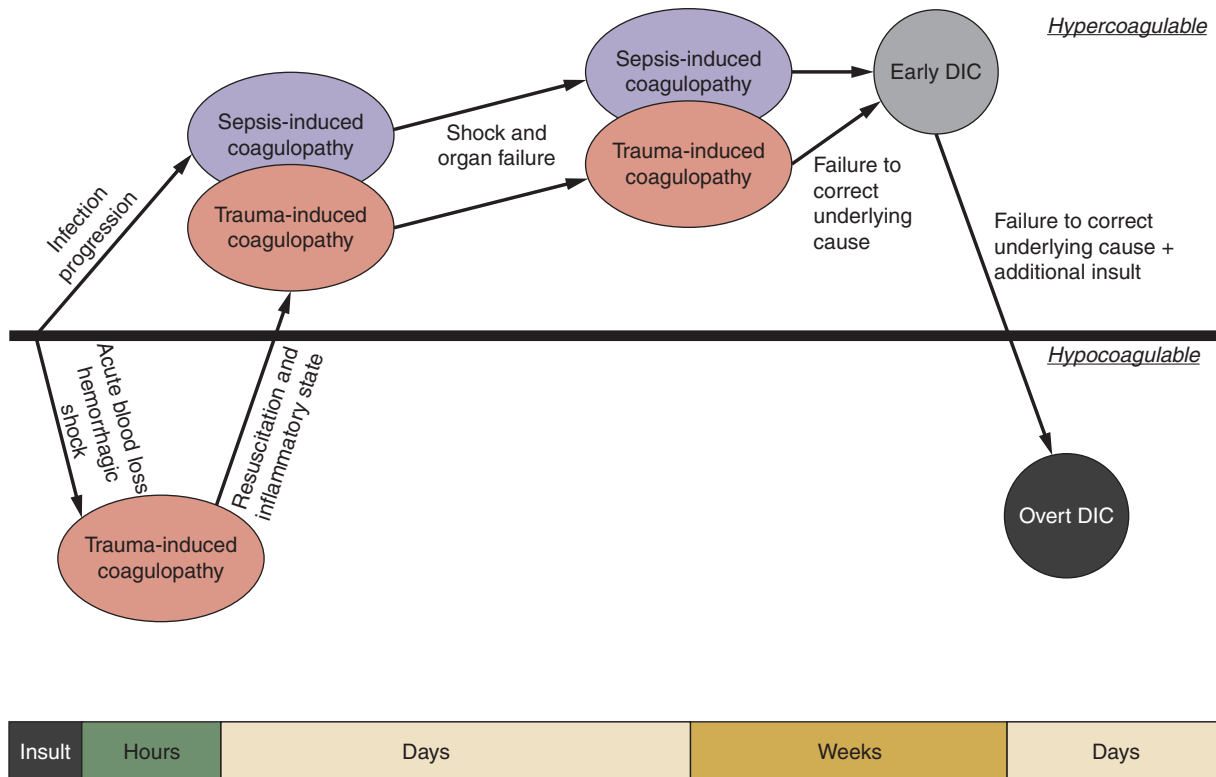 Hypercoagulable
Sepsis-induced
coagulopathy
Early DIC
Sepsis-induced
coagulopathy
Shock and
organ failure
Trauma-induced
coagulopathy
Failure to
correct
underlying
cause
Infection
progression
Trauma-induced
coagulopathy
Failure to correct
underlying cause +
additional insult
Hypocoagulable
Acute blood loss
hemorrhagic
shock
Resuscitation and
inflammatory state
Overt DIC
Trauma-induced
coagulopathy
Insult
Hours
Days
Weeks
Days